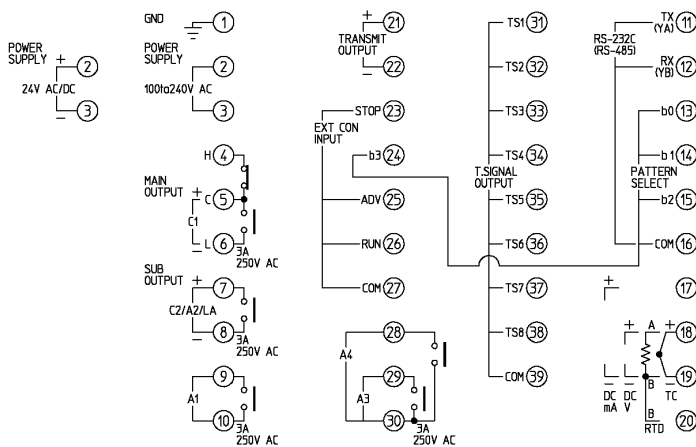 GND
1
POWER
SUPPLY
+
2
24V AC/DC
−
3
POWER
SUPPLY
2
100to240V AC
3
H
4
MAIN
OUTPUT
+
C
5
C1
−
L
6
3A
250V AC
SUB
OUTPUT
+
7
C2/A2/LA
−
8
3A
250V AC
9
A1
10
3A
250V AC
+
21
TRANSMIT
OUTPUT
−
22
STOP 23
EXT CON
INPUT
b3 24
ADV 25
RUN 26
COM 27
28
A4
29
A3
30
3A
250V AC
TS1 31
TS2 32
TS3 33
TS4 34
T.SIGNAL
OUTPUT
TS5 35
TS6 36
TS7 37
TS8 38
COM 39
TX
(YA)
11
RS-232C
(RS-485)
RX
(YB)
12
b0 13
b1 14
PATTERN
SELECT
b2 15
COM 16
+
17
+
A
+
18
−
−
B
−
19
DC
mA
DC
V
TC
B
RTD
20